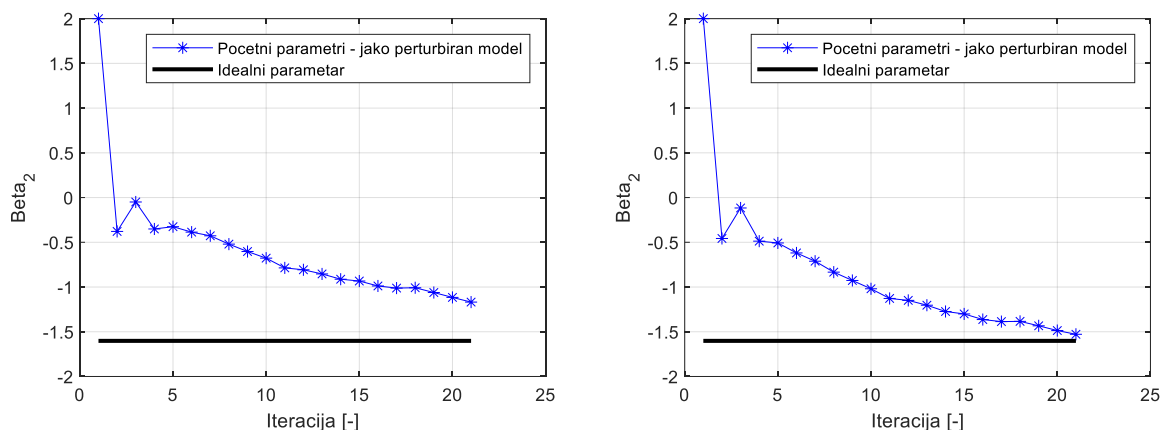 2
1.5
1
0.5
0
-0.5
-1
-1.5
-2
Beta2
Pocetni parametri - jako perturbiran model
Idealni parametar
0 5 10 15 20 25
Iteracija [-]
2
1.5
1
0.5
0
-0.5
-1
-1.5
-2
Beta2
Pocetni parametri - jako perturbiran model
Idealni parametar
0 5 10 15 20 25
Iteracija [-]